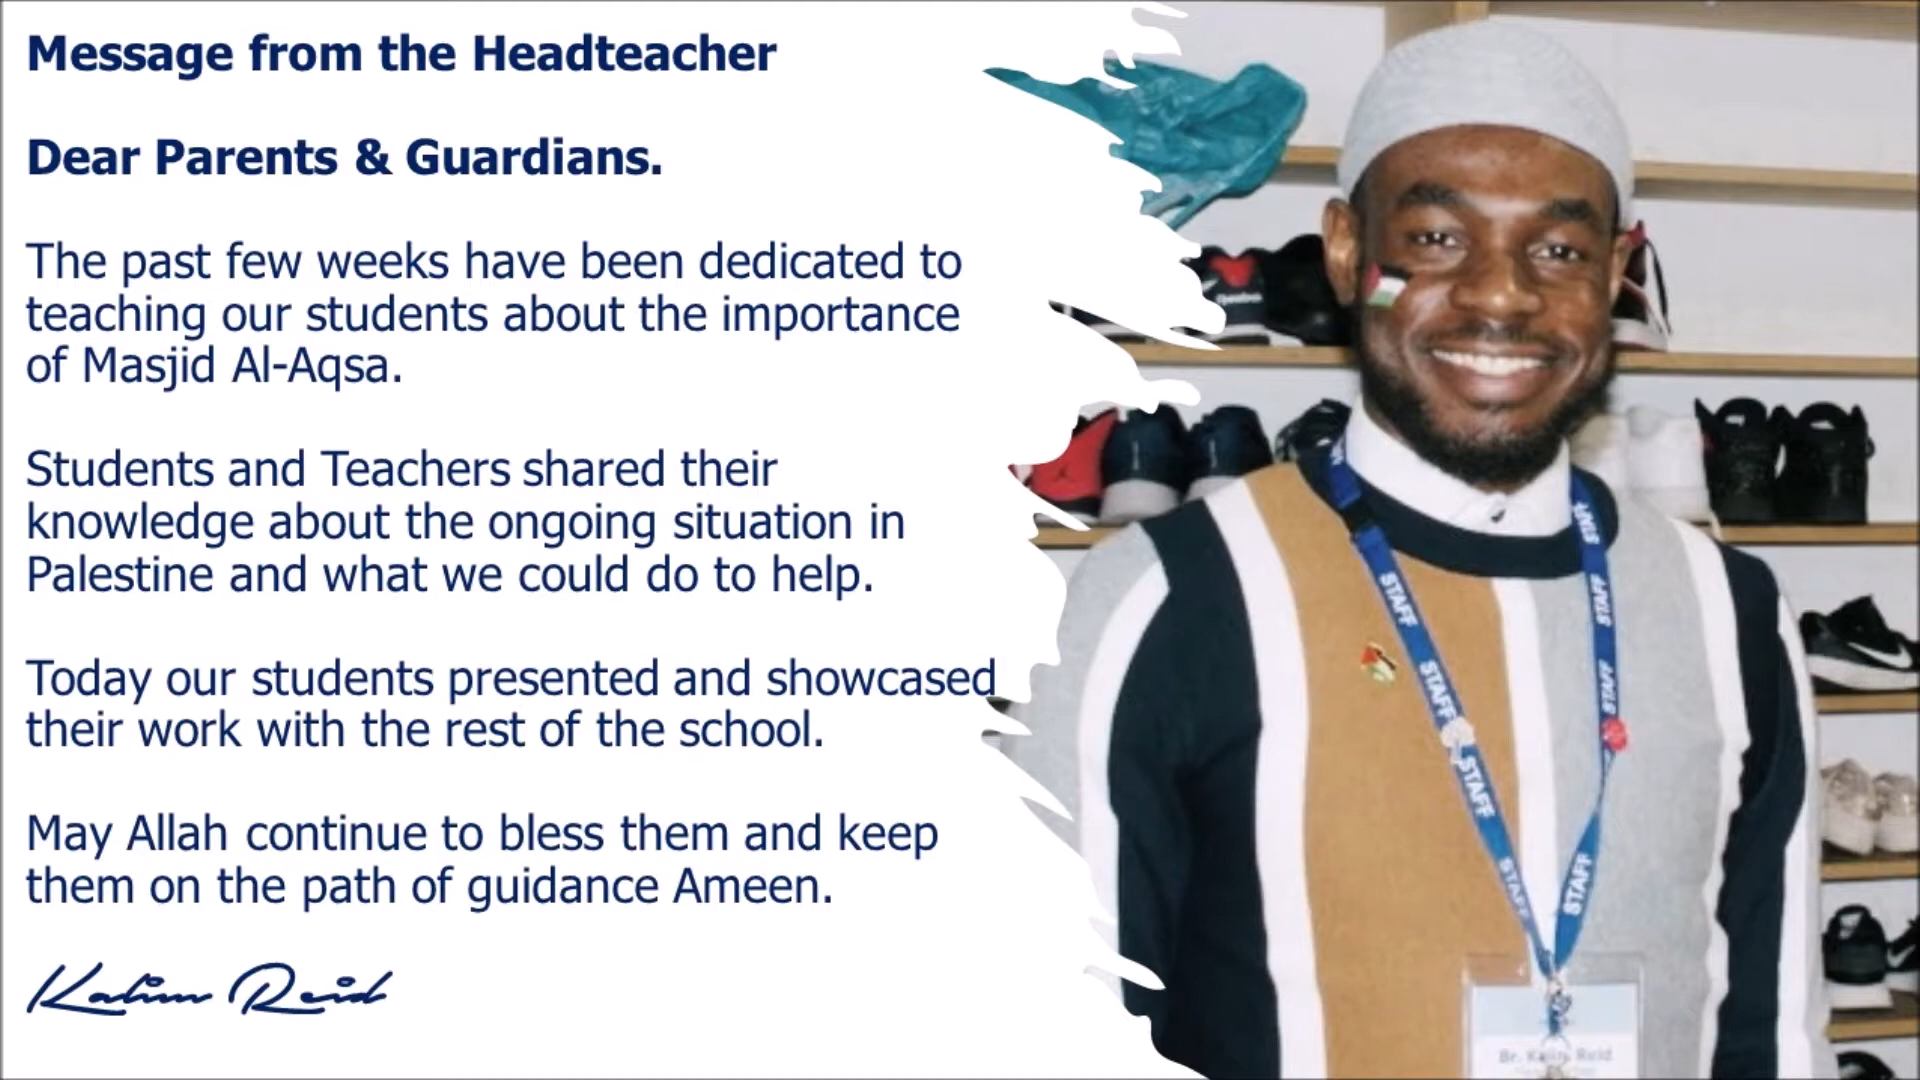 Message from the Headteacher
Dear Parents & Guardians.
The past few weeks have been dedicated to
teaching our students about the importance
of Masjid Al-Aqsa.
Students and Teachers shared their
knowledge about the ongoing situation in
Palestine and what we could do to help.
Today our students presented and showcased
their work with the rest of the school.
May Allah continue to bless them and keep
them on the path of guidance Ameen.
Kalim Reid
STAFF
STAFF
STAFF
STAFF
STAFF
STAFF
STAFF
STAFF
Br. Reid